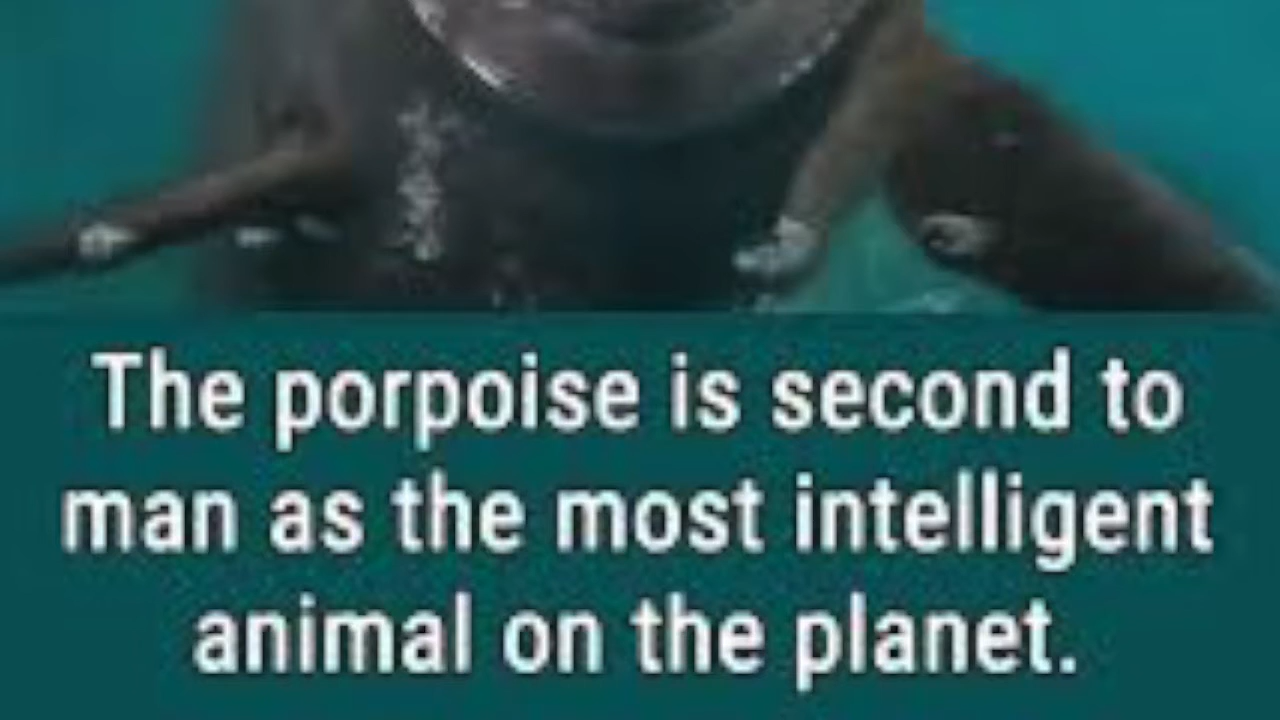 The porpoise is second to
man as the most intelligent
animal on the planet.